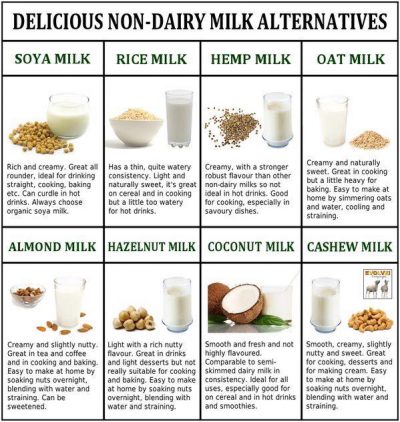 DELICIOUS NON-DAIRY MILK ALTERNATIVES
SOYA MILK
Rich and creamy. Great all
rounder, ideal for drinking
straight, cooking, baking
etc. Can curdle in hot
drinks. Always choose
organic soya milk.
RICE MILK
Has a thin, quite watery
consistency. Light and
naturally sweet, it's great
on cereal and in cooking
but a little too watery
for hot drinks.
HEMP MILK
Creamy, with a stronger
robust flavour than other
non-dairy milks so not
ideal in hot drinks. Good
for cooking, especially in
savoury dishes.
OAT MILK
Creamy and naturally
sweet. Great in cooking
but a little heavy for
baking. Easy to make at
home by simmering oats
and water, cooling and
straining.
ALMOND MILK
Creamy and slightly nutty.
Great in tea and coffee
and in cooking and baking.
Easy to make at home by
soaking nuts overnight,
blending with water and
straining. Can be
sweetened.
HAZELNUT MILK
Light with a rich nutty
flavour. Great in drinks
and light desserts but not
really suitable for cooking
and baking. Easy to make
at home by soaking nuts
overnight, blending with
water and straining.
COCONUT MILK
Smooth and fresh and not
highly flavoured.
Comparable to semi-
skimmed dairy milk in
consistency. Ideal for all
uses, especially good for
on cereal and in hot drinks
and smoothies.
CASHEW MILK
EVOLVE!
Smooth, creamy, slightly
nutty and sweet. Great
for cooking, desserts and
for making cream. Easy
to make at home by
soaking nuts overnight,
blending with water and
straining.